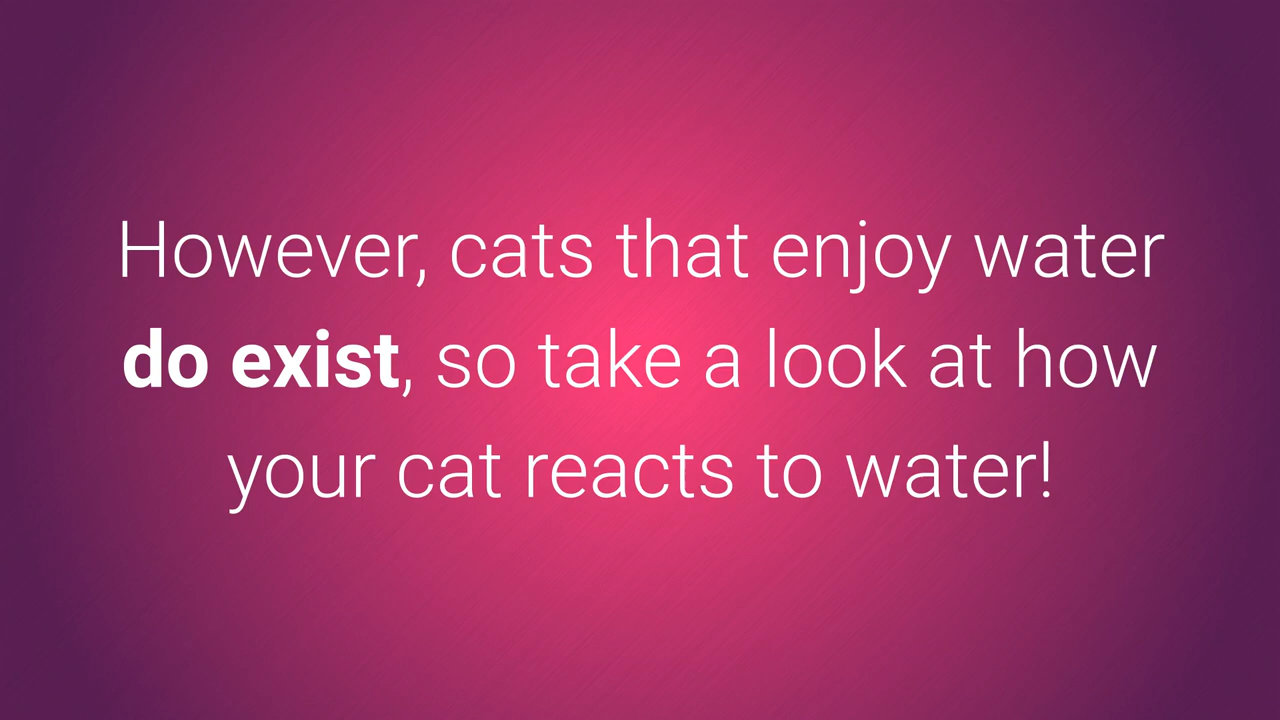 However, cats that enjoy water
do exist, so take a look at how
your cat reacts to water!